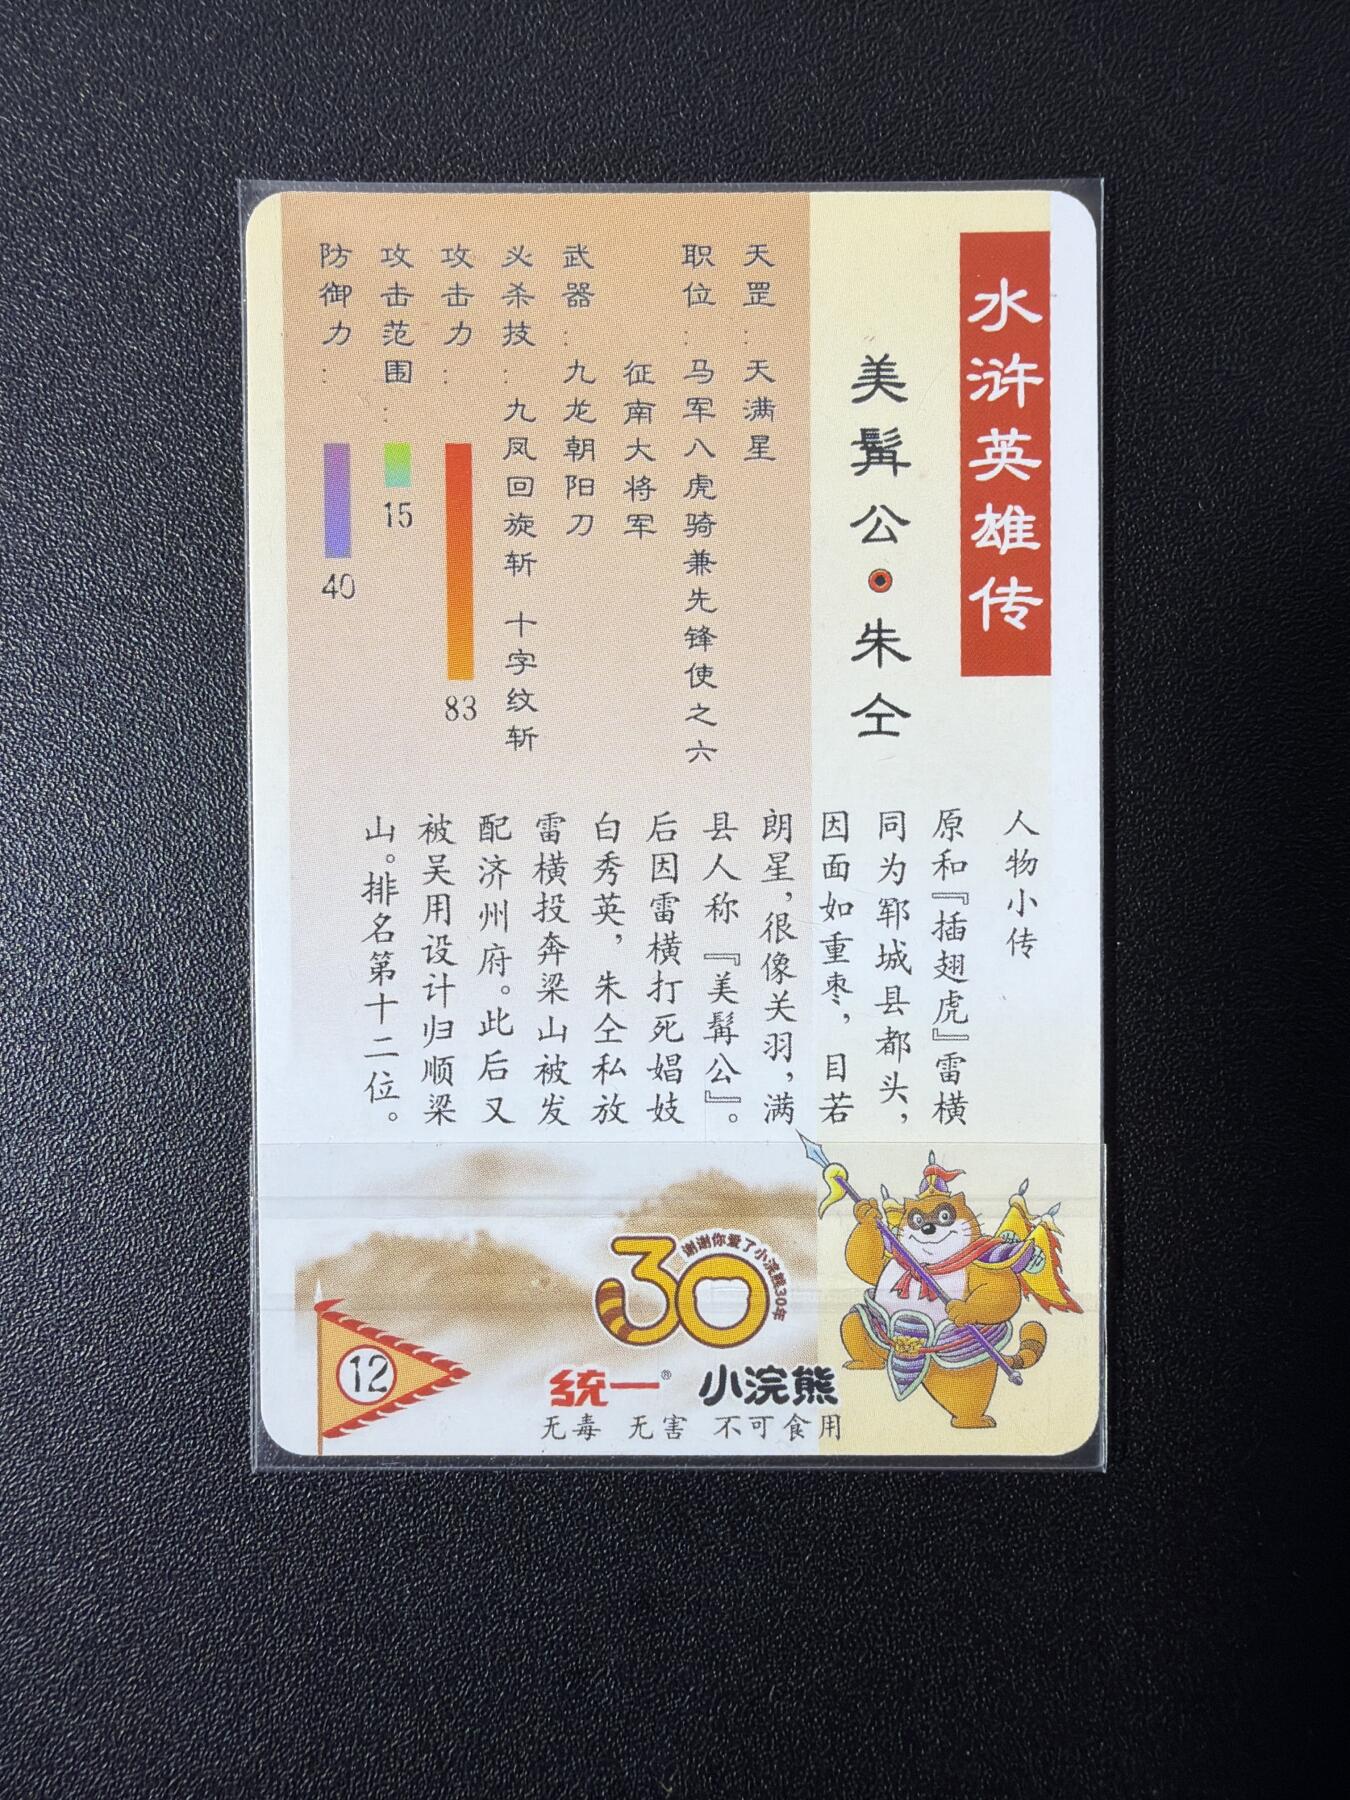 水浒英雄传
美髯公·朱仝
天罡：天满星
职位：马军八虎骑兼先锋使之六
征南大将军
武器：九龙朝阳刀
必杀技：九凤回旋斩 十字纹斩
攻击力：
83
攻击范围：
15
防御力：
40
人物小传
原和『插翅虎』雷横
同为郓城县都头，
因面如重枣，目若
朗星，很像关羽，满
县人称『美髯公』。
后因雷横打死娼妓
白秀英，朱仝私放
雷横投奔梁山被发
配济州府。此后又
被吴用设计归顺梁
山。排名第十二位。
谢谢你爱了小浣熊30年
30
统一® 小浣熊
无毒 无害 不可食用
12